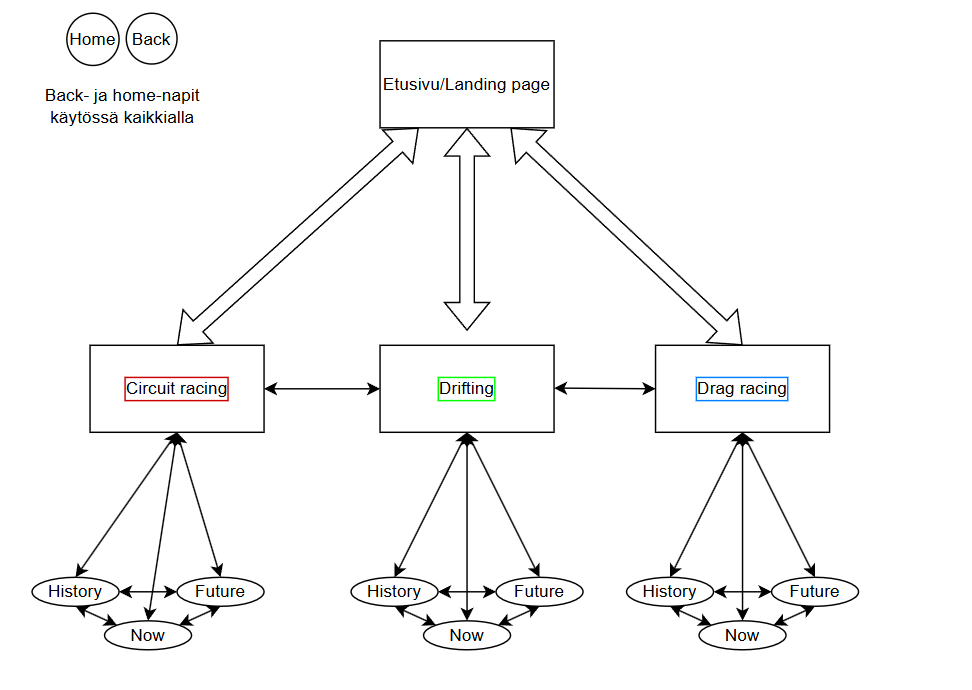 Home
Back
Back- ja home-napit
käytössä kaikkialla
Etusivu/Landing page
Circuit racing
Drifting
Drag racing
History
Future
Now
History
Future
Now
History
Future
Now